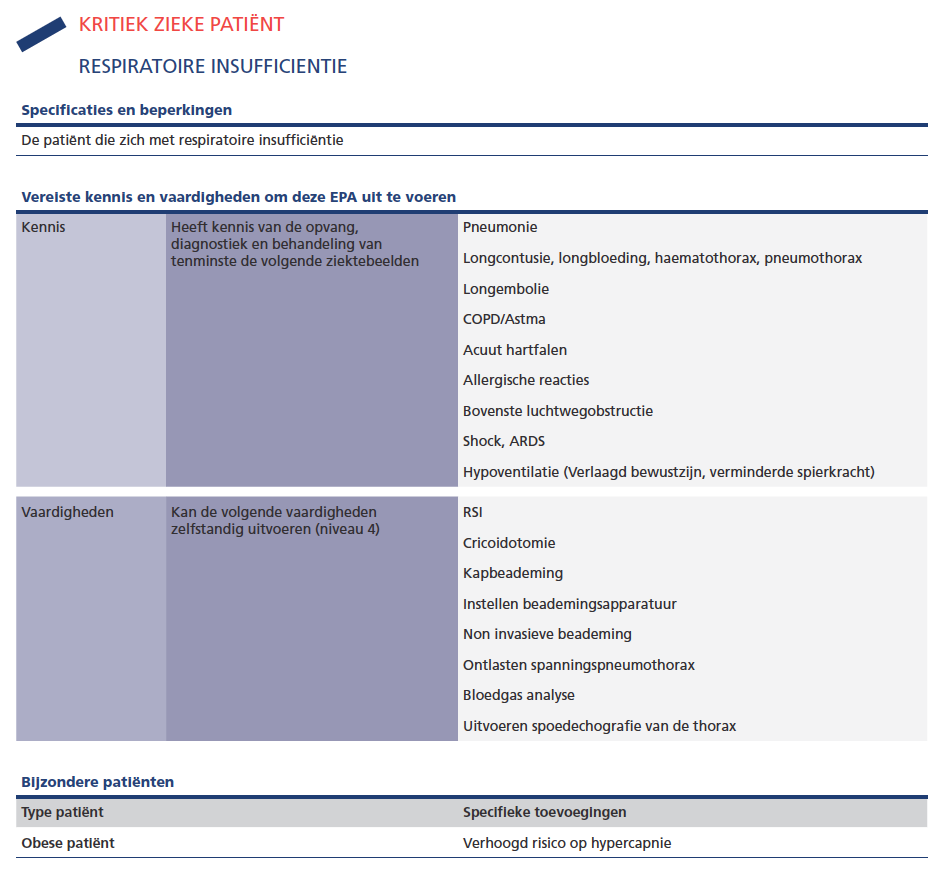 KRITIEK ZIEKE PATIËNT
RESPIRATOIRE INSUFFICIENTIE
Specificaties en beperkingen
De patiënt die zich met respiratoire insufficiëntie
Vereiste kennis en vaardigheden om deze EPA uit te voeren
Kennis
Heeft kennis van de opvang,
diagnostiek en behandeling van
tenminste de volgende ziektebeelden
Pneumonie
Longcontusie, longbloeding, haematothorax, pneumothorax
Longembolie
COPD/Astma
Acuut hartfalen
Allergische reacties
Bovenste luchtwegobstructie
Shock, ARDS
Hypoventilatie (Verlaagd bewustzijn, verminderde spierkracht)
Vaardigheden
Kan de volgende vaardigheden
zelfstandig uitvoeren (niveau 4)
RSI
Cricoidotomie
Kapbeademing
Instellen beademingsapparatuur
Non invasieve beademing
Ontlasten spanningspneumothorax
Bloedgas analyse
Uitvoeren spoedechografie van de thorax
Bijzondere patiënten
Type patiënt
Specifieke toevoegingen
Obese patiënt
Verhoogd risico op hypercapnie